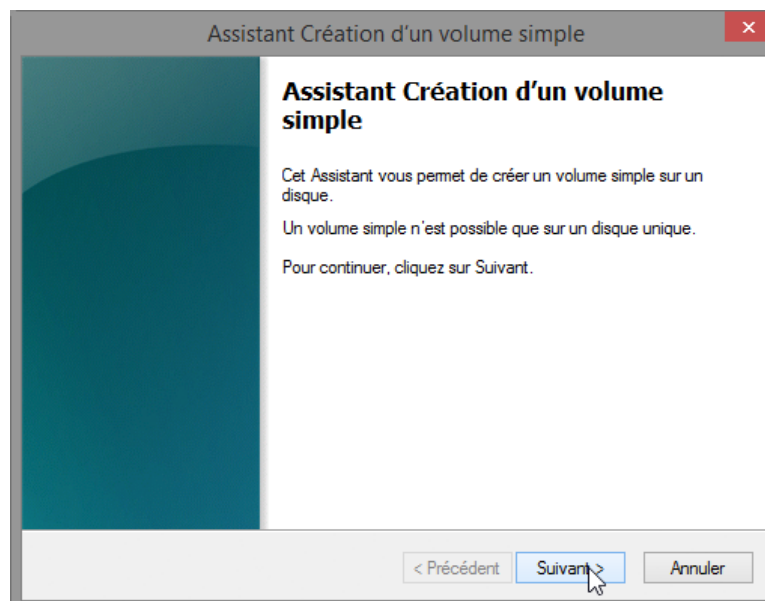 Assistant Création d'un volume simple
Assistant Création d'un volume
simple
Cet Assistant vous permet de créer un volume simple sur un
disque.
Un volume simple n'est possible que sur un disque unique.
Pour continuer, cliquez sur Suivant.
< Précédent
Suivant >
Annuler